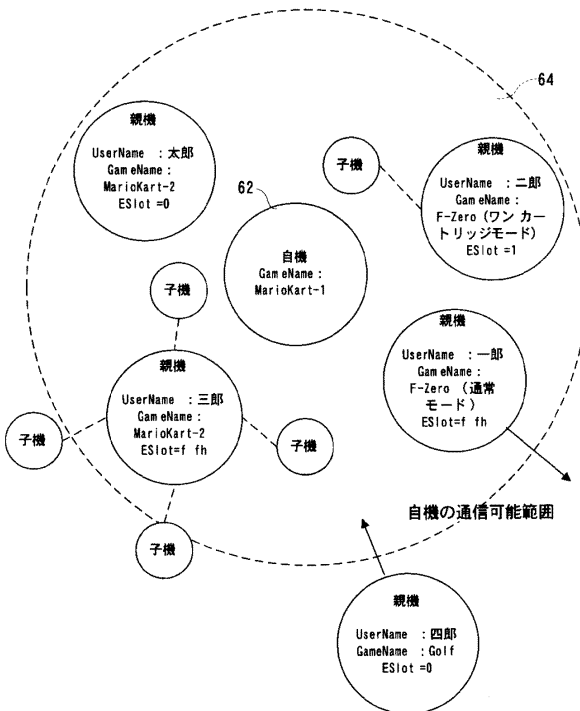 64
親機
UserName : 太郎
GameName :
MarioKart-2
ESlot =0
子機
親機
UserName : 二郎
GameName :
F-Zero (ワン カー
トリッジモード)
ESlot =1
62
自機
GameName :
MarioKart-1
子機
親機
UserName : 一郎
GameName :
F-Zero (通常
モード)
ESlot=f fh
親機
UserName : 三郎
GameName :
MarioKart-2
ESlot=f fh
子機
子機
子機
自機の通信可能範囲
親機
UserName : 四郎
GameName : Golf
ESlot =0